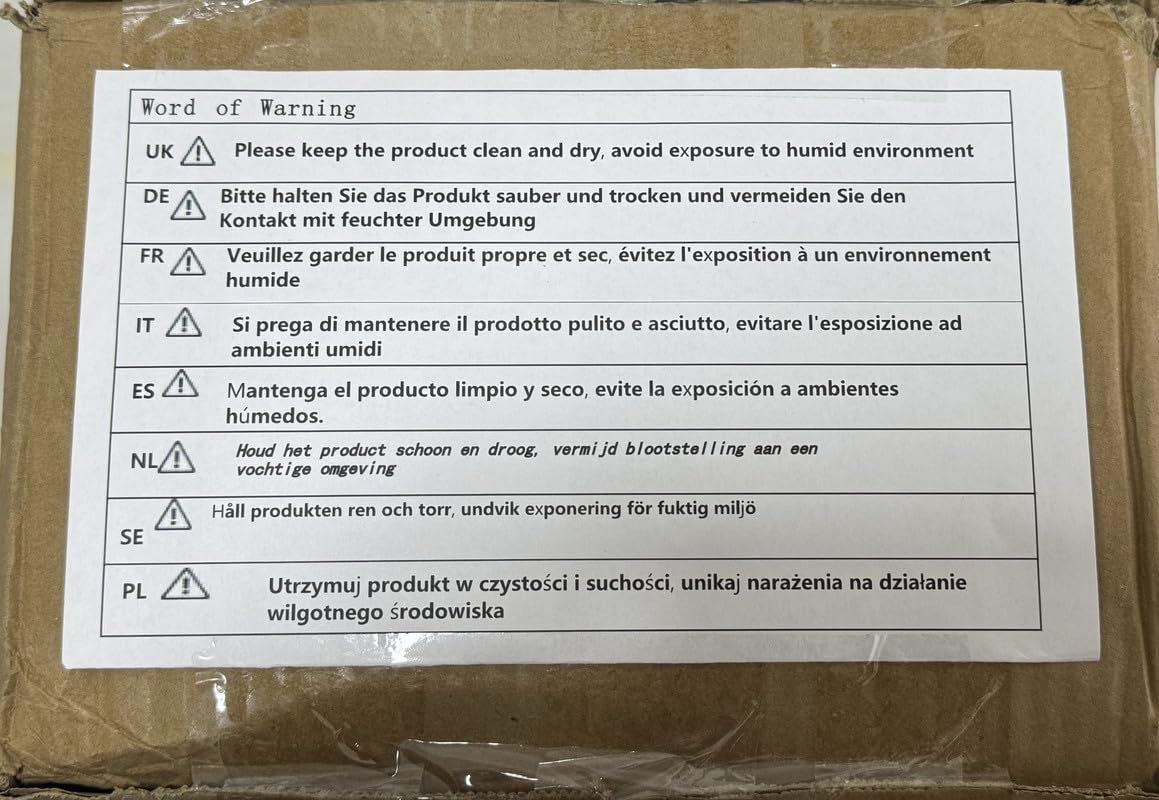 Word of Warning
UK Please keep the product clean and dry, avoid exposure to humid environment
DE Bitte halten Sie das Produkt sauber und trocken und vermeiden Sie den
Kontakt mit feuchter Umgebung
FR Veuillez garder le produit propre et sec, évitez l'exposition à un environnement
humide
IT Si prega di mantenere il prodotto pulito e asciutto, evitare l'esposizione ad
ambienti umidi
ES Mantenga el producto limpio y seco, evite la exposición a ambientes
húmedos.
NL Houd het product schoon en droog, vermijd blootstelling aan een
vochtige omgeving
SE Håll produkten ren och torr, undvik exponering för fuktig miljö
PL Utrzymuj produkt w czystości i suchości, unikaj narażenia na działanie
wilgotnego środowiska